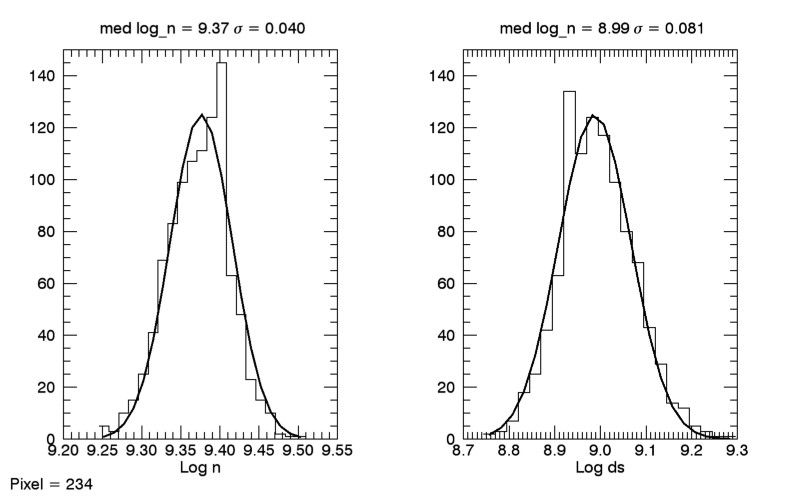 med log_n = 9.37 σ = 0.040
140
120
100
80
60
40
20
0
9.20 9.25 9.30 9.35 9.40 9.45 9.50 9.55
Log n
med log_n = 8.99 σ = 0.081
140
120
100
80
60
40
20
0
8.7 8.8 8.9 9.0 9.1 9.2 9.3
Log ds
Pixel = 234